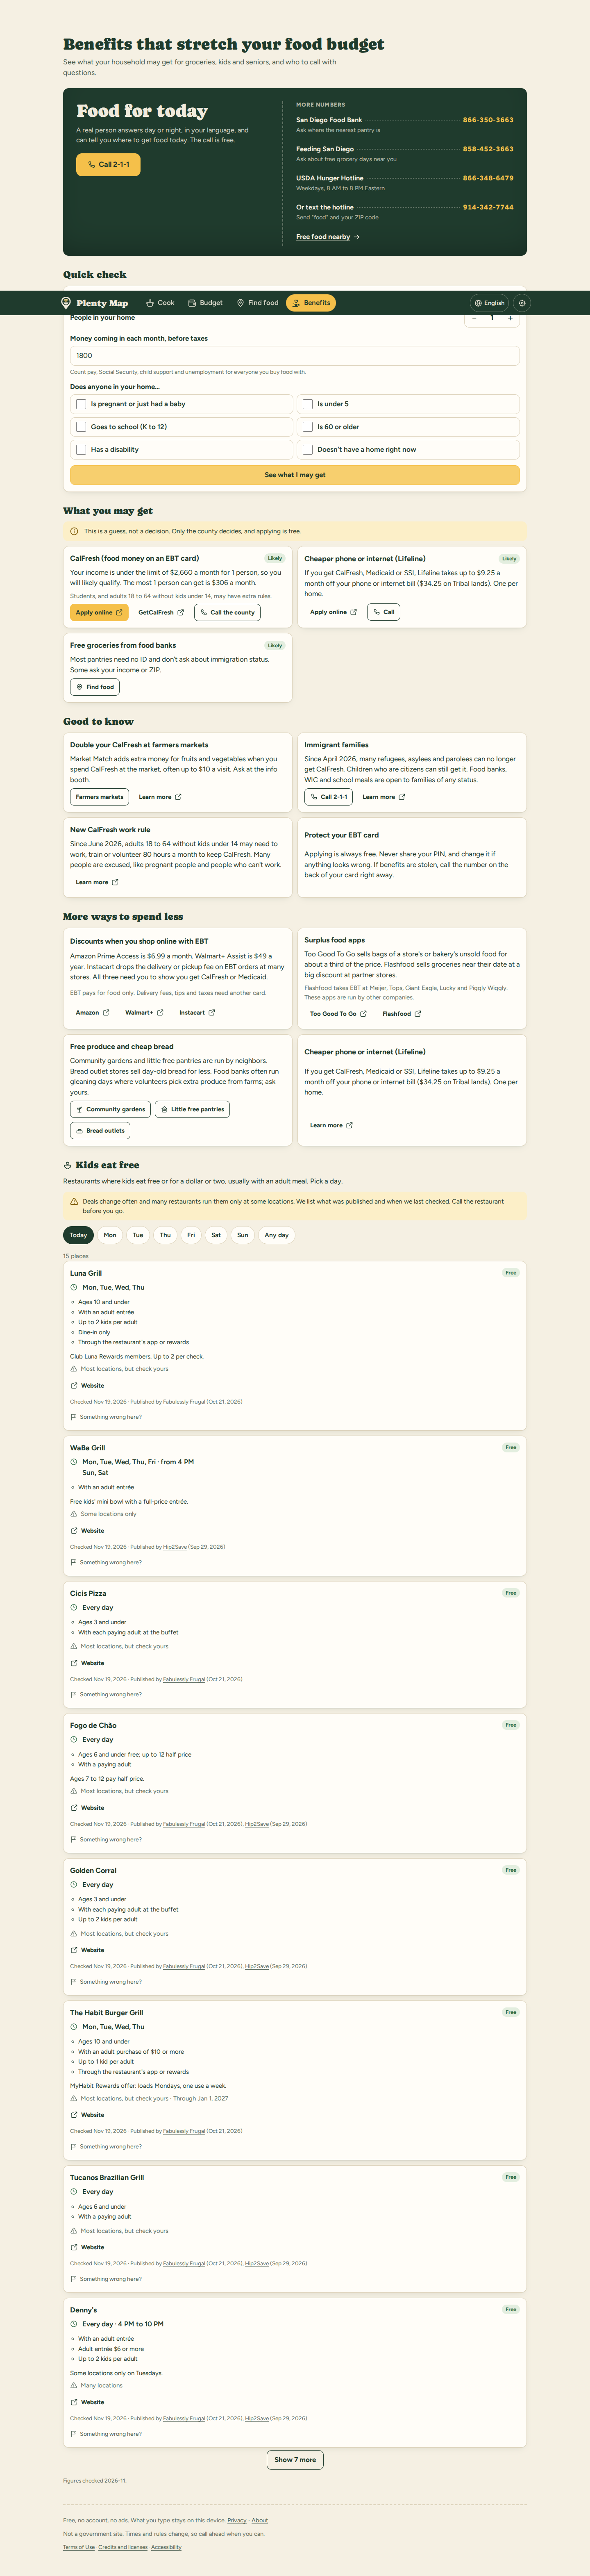 Benefits that stretch your food budget
See what your household may get for groceries, kids and seniors, and who to call with
questions.
Food for today
A real person answers day or night, in your language, and
can tell you where to get food today. The call is free.
Call 2-1-1
MORE NUMBERS
San Diego Food Bank 866-350-3663
Ask where the nearest pantry is
Feeding San Diego 858-452-3663
Ask about free grocery days near you
USDA Hunger Hotline 866-348-6479
Weekdays, 8 AM to 8 PM Eastern
Or text the hotline 914-342-7744
Send "food" and your ZIP code
Free food nearby →
Quick check
Plenty Map Cook Budget Find food Benefits English
People in your home − 1 +
Money coming in each month, before taxes
1800
Count pay, Social Security, child support and unemployment for everyone you buy food with.
Does anyone in your home...
Is pregnant or just had a baby
Is under 5
Goes to school (K to 12)
Is 60 or older
Has a disability
Doesn't have a home right now
See what I may get
What you may get
This is a guess, not a decision. Only the county decides, and applying is free.
CalFresh (food money on an EBT card) Likely
Your income is under the limit of $2,660 a month for 1 person, so you
will likely qualify. The most 1 person can get is $306 a month.
Students, and adults 18 to 64 without kids under 14, may have extra rules.
Apply online GetCalFresh Call the county
Cheaper phone or internet (Lifeline) Likely
If you get CalFresh, Medicaid or SSI, Lifeline takes up to $9.25 a
month off your phone or internet bill ($34.25 on Tribal lands). One per
home.
Apply online Call
Free groceries from food banks Likely
Most pantries need no ID and don't ask about immigration status.
Some ask your income or ZIP.
Find food
Good to know
Double your CalFresh at farmers markets
Market Match adds extra money for fruits and vegetables when you
spend CalFresh at the market, often up to $10 a visit. Ask at the info
booth.
Farmers markets Learn more
Immigrant families
Since April 2026, many refugees, asylees and parolees can no longer
get CalFresh. Children who are citizens can still get it. Food banks,
WIC and school meals are open to families of any status.
Call 2-1-1 Learn more
New CalFresh work rule
Since June 2026, adults 18 to 64 without kids under 14 may need to
work, train or volunteer 80 hours a month to keep CalFresh. Many
people are excused, like pregnant people and people who can't work.
Learn more
Protect your EBT card
Applying is always free. Never share your PIN, and change it if
anything looks wrong. If benefits are stolen, call the number on the
back of your card right away.
More ways to spend less
Discounts when you shop online with EBT
Amazon Prime Access is $6.99 a month. Walmart+ Assist is $49 a
year. Instacart drops the delivery or pickup fee on EBT orders at many
stores. All three need you to show you get CalFresh or Medicaid.
EBT pays for food only. Delivery fees, tips and taxes need another card.
Amazon Walmart+ Instacart
Surplus food apps
Too Good To Go sells bags of a store's or bakery's unsold food for
about a third of the price. Flashfood sells groceries near their date at a
big discount at partner stores.
Flashfood takes EBT at Meijer, Tops, Giant Eagle, Lucky and Piggly Wiggly.
These apps are run by other companies.
Too Good To Go Flashfood
Free produce and cheap bread
Community gardens and little free pantries are run by neighbors.
Bread outlets sell day-old bread for less. Food banks often run
gleaning days where volunteers pick extra produce from farms; ask
yours.
Community gardens Little free pantries
Bread outlets
Cheaper phone or internet (Lifeline)
If you get CalFresh, Medicaid or SSI, Lifeline takes up to $9.25 a
month off your phone or internet bill ($34.25 on Tribal lands). One per
home.
Learn more
Kids eat free
Restaurants where kids eat free or for a dollar or two, usually with an adult meal. Pick a day.
Deals change often and many restaurants run them only at some locations. We list what was published and when we last checked. Call the restaurant
before you go.
Today Mon Tue Thu Fri Sat Sun Any day
15 places
Luna Grill Free
Mon, Tue, Wed, Thu
Ages 10 and under
With an adult entrée
Up to 2 kids per adult
Dine-in only
Through the restaurant's app or rewards
Club Luna Rewards members. Up to 2 per check.
Most locations, but check yours
Website
Checked Nov 19, 2026 · Published by Fabulessly Frugal (Oct 21, 2026)
Something wrong here?
WaBa Grill Free
Mon, Tue, Wed, Thu, Fri · from 4 PM
Sun, Sat
With an adult entrée
Free kids' mini bowl with a full-price entrée.
Some locations only
Website
Checked Nov 19, 2026 · Published by Hip2Save (Sep 29, 2026)
Something wrong here?
Cicis Pizza Free
Every day
Ages 3 and under
With each paying adult at the buffet
Most locations, but check yours
Website
Checked Nov 19, 2026 · Published by Fabulessly Frugal (Oct 21, 2026)
Something wrong here?
Fogo de Chão Free
Every day
Ages 6 and under free; up to 12 half price
With a paying adult
Ages 7 to 12 pay half price.
Most locations, but check yours
Website
Checked Nov 19, 2026 · Published by Fabulessly Frugal (Oct 21, 2026), Hip2Save (Sep 29, 2026)
Something wrong here?
Golden Corral Free
Every day
Ages 3 and under
With each paying adult at the buffet
Up to 2 kids per adult
Most locations, but check yours
Website
Checked Nov 19, 2026 · Published by Fabulessly Frugal (Oct 21, 2026), Hip2Save (Sep 29, 2026)
Something wrong here?
The Habit Burger Grill Free
Mon, Tue, Wed, Thu
Ages 10 and under
With an adult purchase of $10 or more
Up to 1 kid per adult
Through the restaurant's app or rewards
MyHabit Rewards offer: loads Mondays, one use a week.
Most locations, but check yours · Through Jan 1, 2027
Website
Checked Nov 19, 2026 · Published by Fabulessly Frugal (Oct 21, 2026)
Something wrong here?
Tucanos Brazilian Grill Free
Every day
Ages 6 and under
With a paying adult
Most locations, but check yours
Website
Checked Nov 19, 2026 · Published by Fabulessly Frugal (Oct 21, 2026), Hip2Save (Sep 29, 2026)
Something wrong here?
Denny's Free
Every day · 4 PM to 10 PM
With an adult entrée
Adult entrée $6 or more
Up to 2 kids per adult
Some locations only on Tuesdays.
Many locations
Website
Checked Nov 19, 2026 · Published by Fabulessly Frugal (Oct 21, 2026), Hip2Save (Sep 29, 2026)
Something wrong here?
Show 7 more
Figures checked 2026-11.
Free, no account, no ads. What you type stays on this device. Privacy · About
Not a government site. Times and rules change, so call ahead when you can.
Terms of Use · Credits and licenses · Accessibility